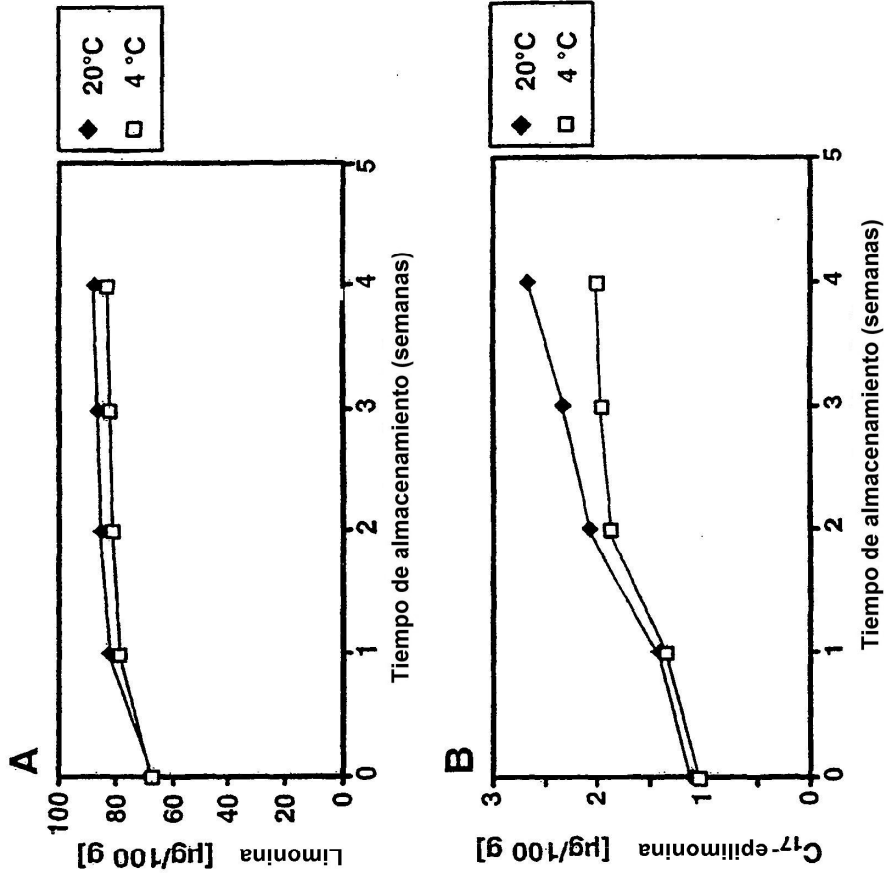 A
Limonina
[µg/100 g]
100
80
60
40
20
0
0 1 2 3 4 5
Tiempo de almacenamiento (semanas)
20°C
4 °C
B
C17-epilimonina
[µg/100 g]
3
2
1
0
0 1 2 3 4 5
Tiempo de almacenamiento (semanas)
20°C
4 °C